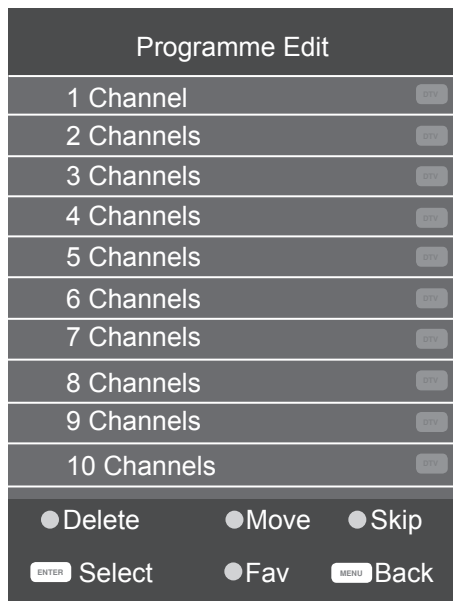 Programme Edit
1 Channel DTV
2 Channels DTV
3 Channels DTV
4 Channels DTV
5 Channels DTV
6 Channels DTV
7 Channels DTV
8 Channels DTV
9 Channels DTV
10 Channels DTV
Delete Move Skip
ENTER Select Fav MENU Back